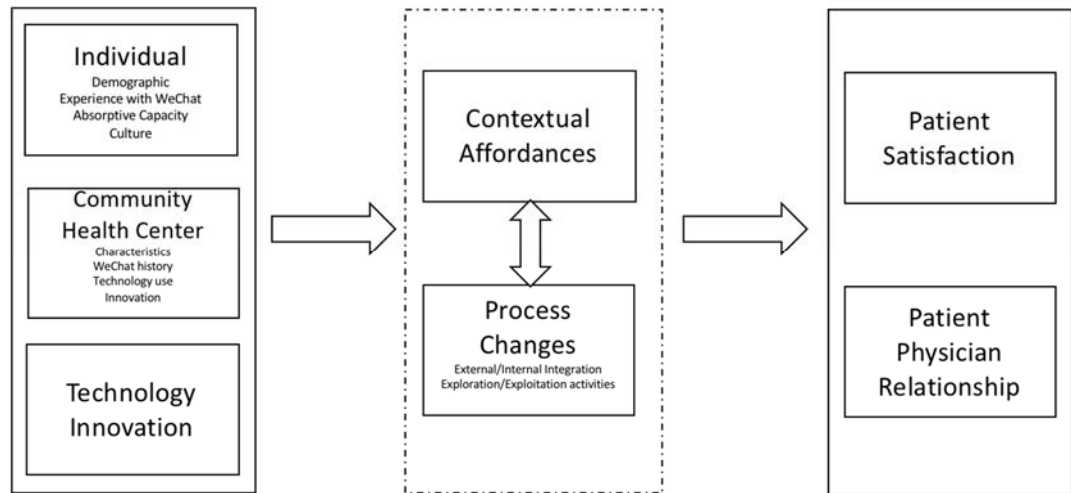 Individual
Demographic
Experience with WeChat
Absorptive Capacity
Culture
Community
Health Center
Characteristics
WeChat history
Technology use
Innovation
Technology
Innovation
Contextual
Affordances
Process
Changes
External/Internal Integration
Exploration/Exploitation activities
Patient
Satisfaction
Patient
Physician
Relationship